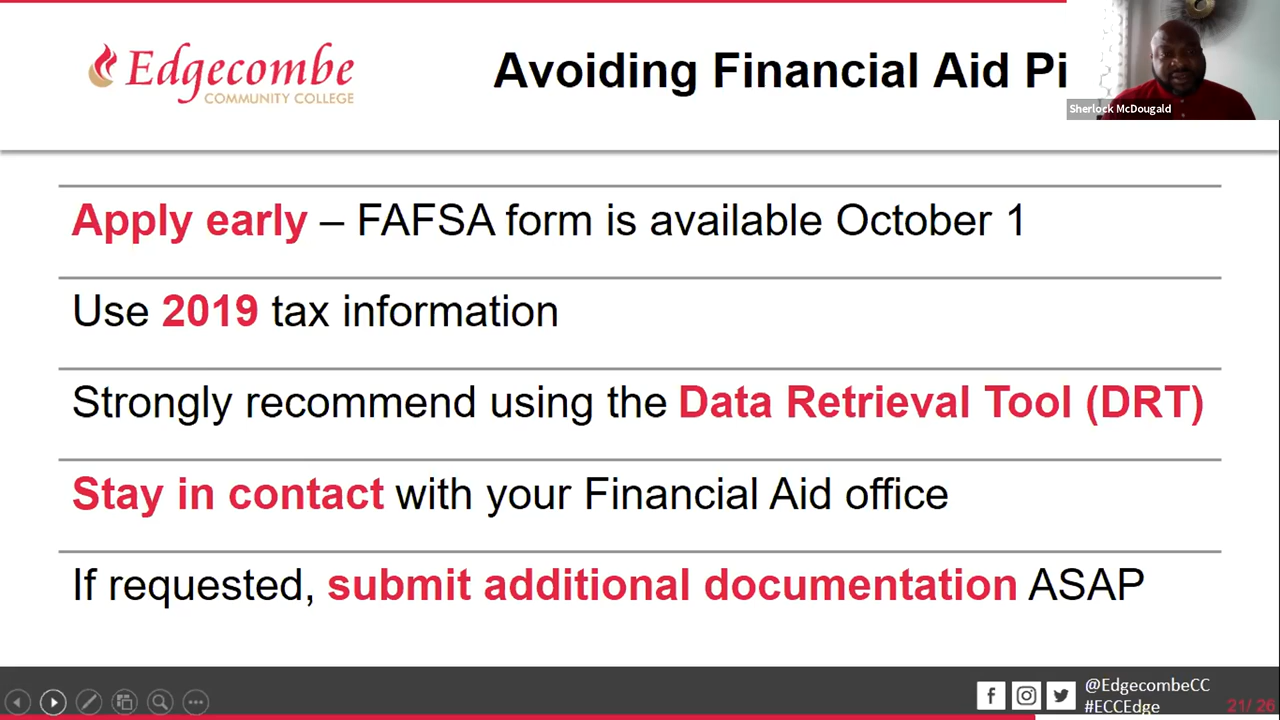 Edgecombe
COMMUNITY COLLEGE
Avoiding Financial Aid Pi
Sherlock McDougald
Apply early – FAFSA form is available October 1
Use 2019 tax information
Strongly recommend using the Data Retrieval Tool (DRT)
Stay in contact with your Financial Aid office
If requested, submit additional documentation ASAP
@EdgecombeCC
#ECCEdge
21/ 26